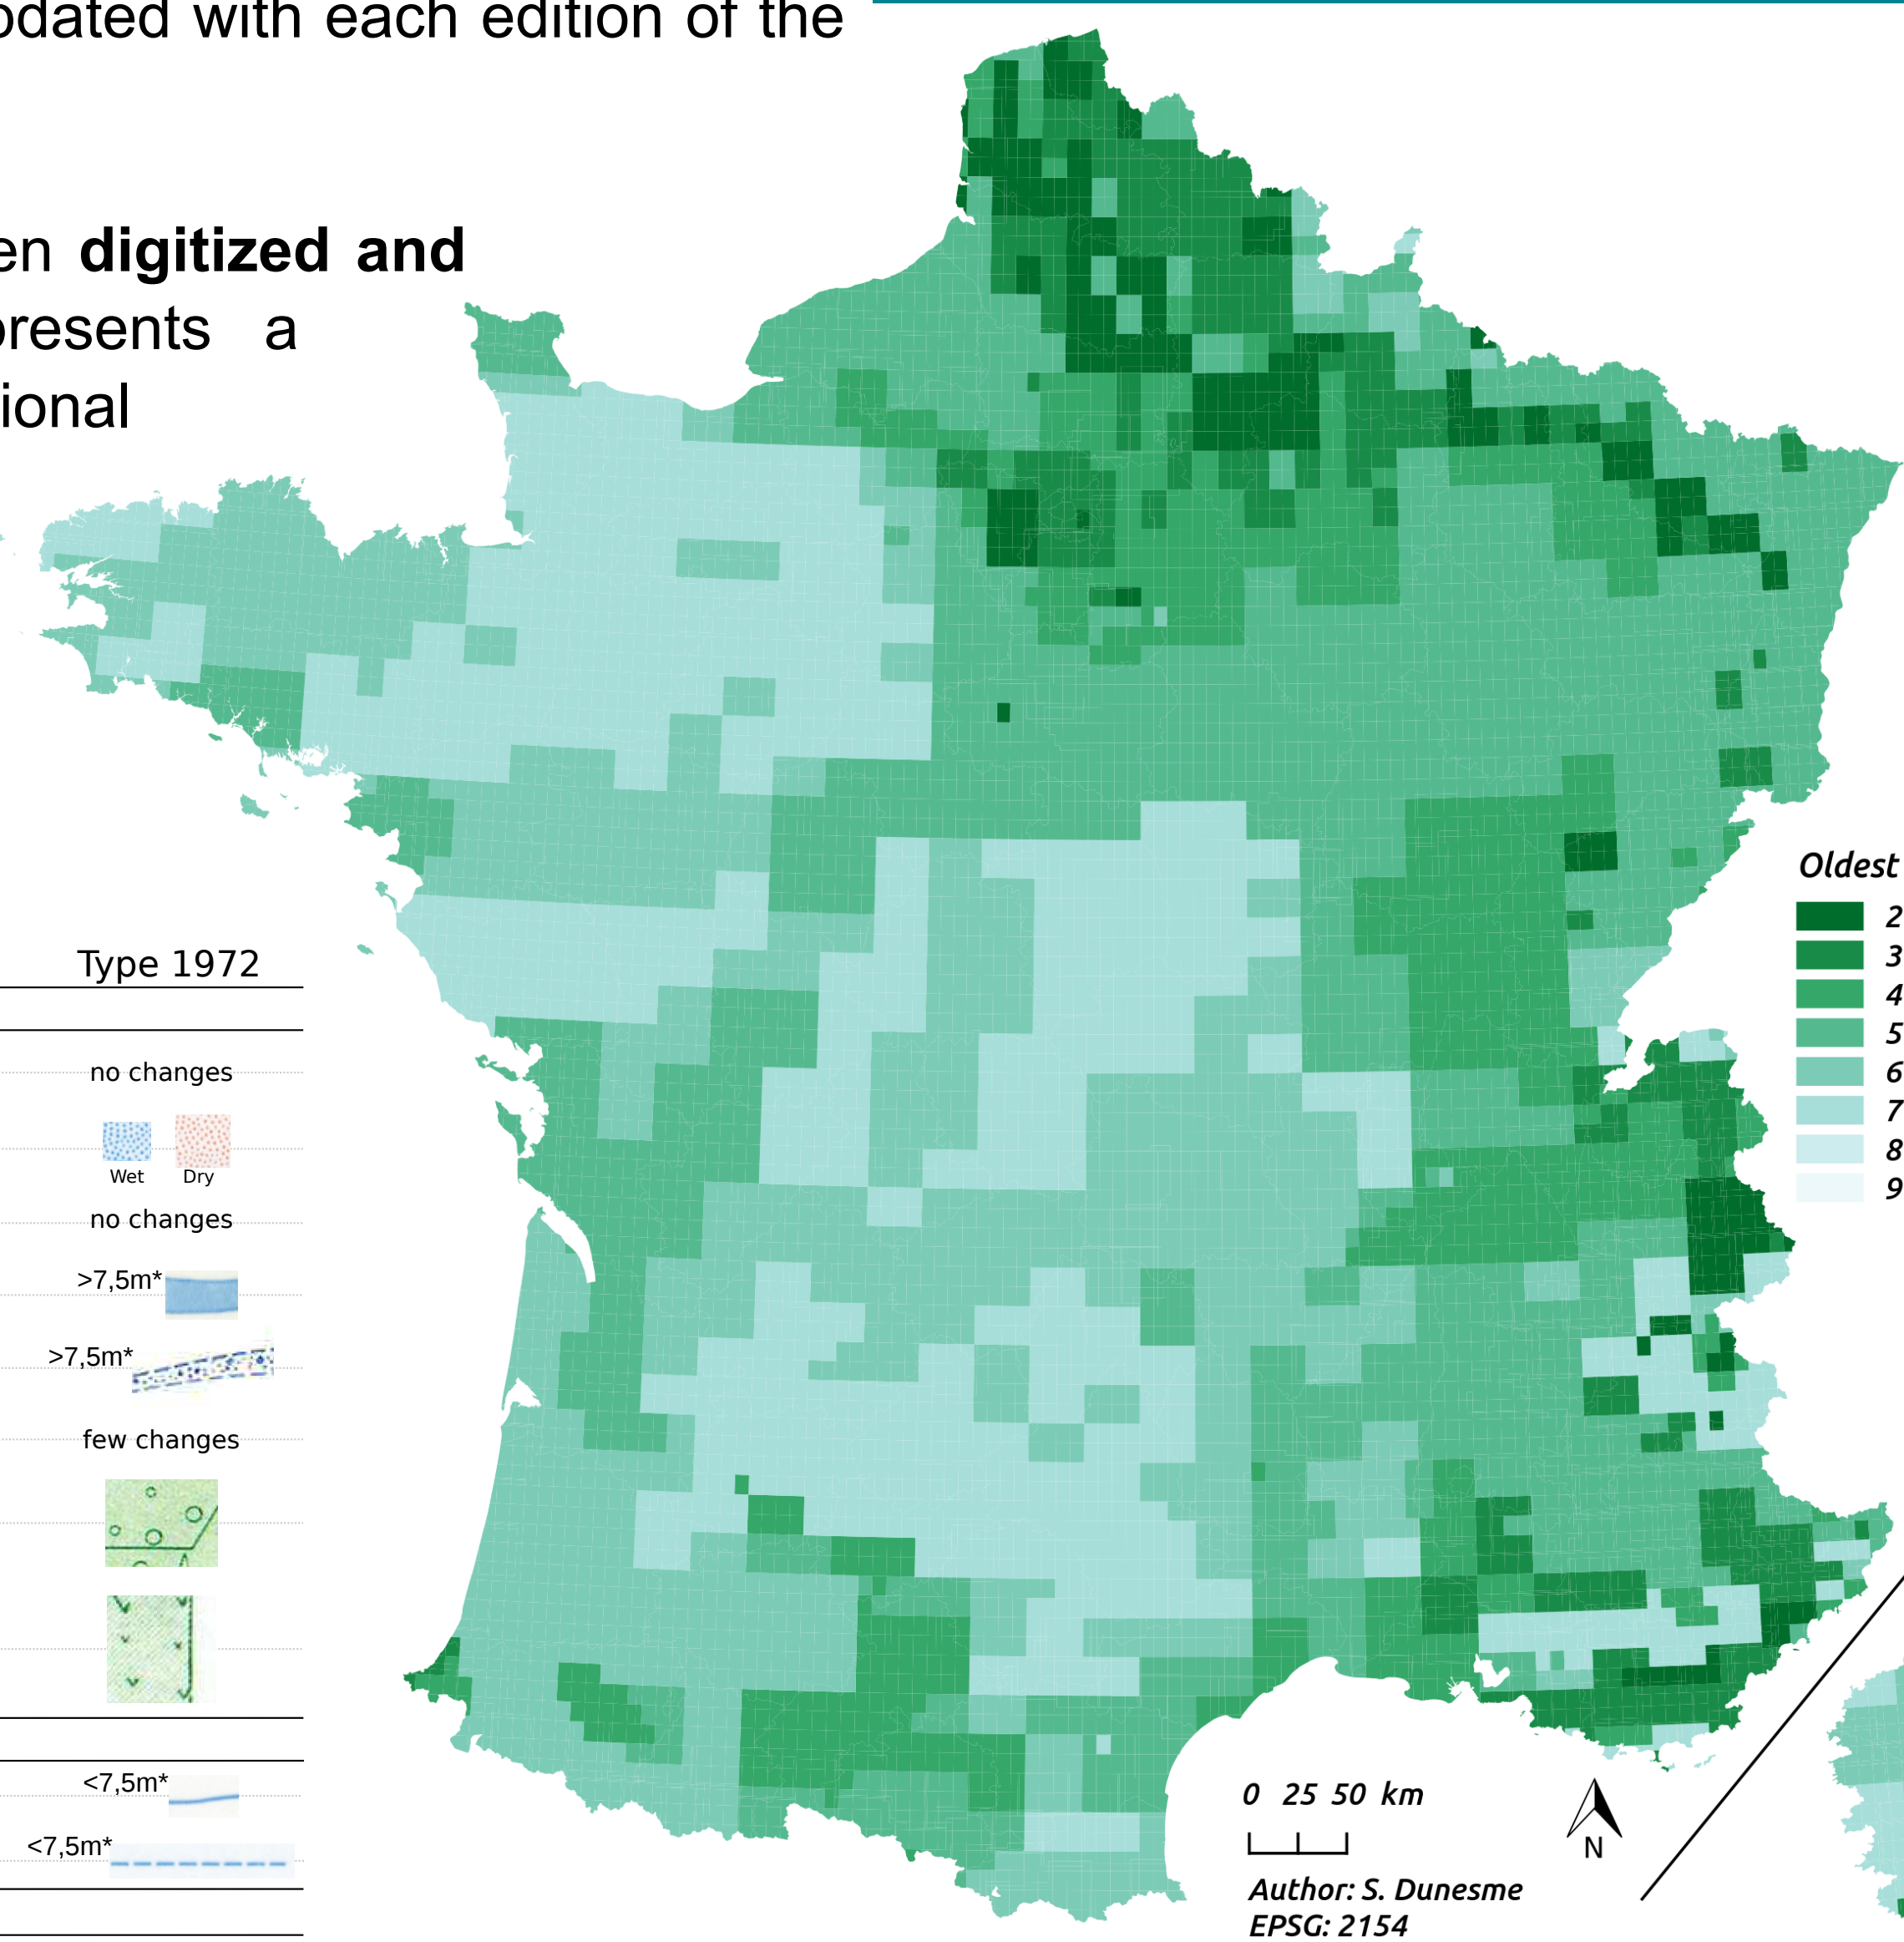 odated with each edition of the
en digitized and
presents a
ional
Type 1972
no changes
Wet Dry
no changes
>7,5m*
>7,5m*
few changes
<7,5m*
<7,5m*
Oldest
2
3
4
5
6
7
8
9
0 25 50 km
N
Author: S. Dunesme
EPSG: 2154